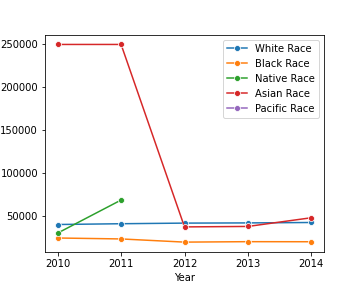 250000
200000
150000
100000
50000
2010 2011 2012 2013 2014
Year
White Race
Black Race
Native Race
Asian Race
Pacific Race